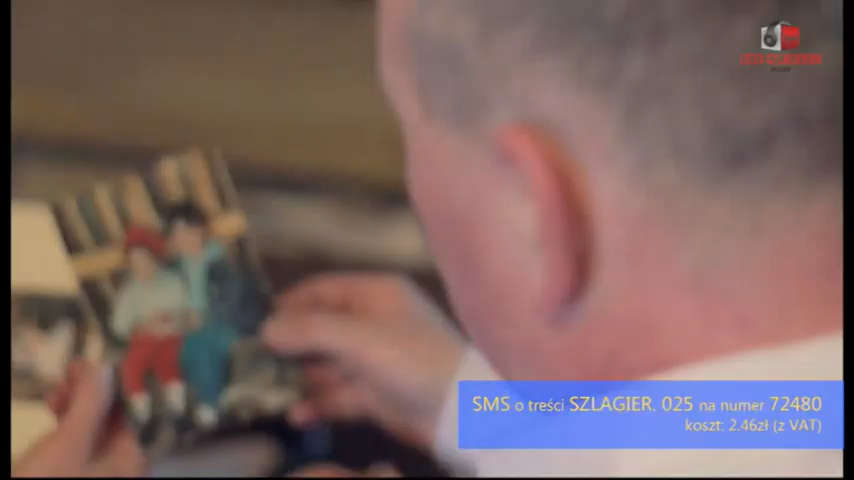 SMS o treści SZLAGIER. 025 na numer 72480
koszt: 2.46zł (z VAT)